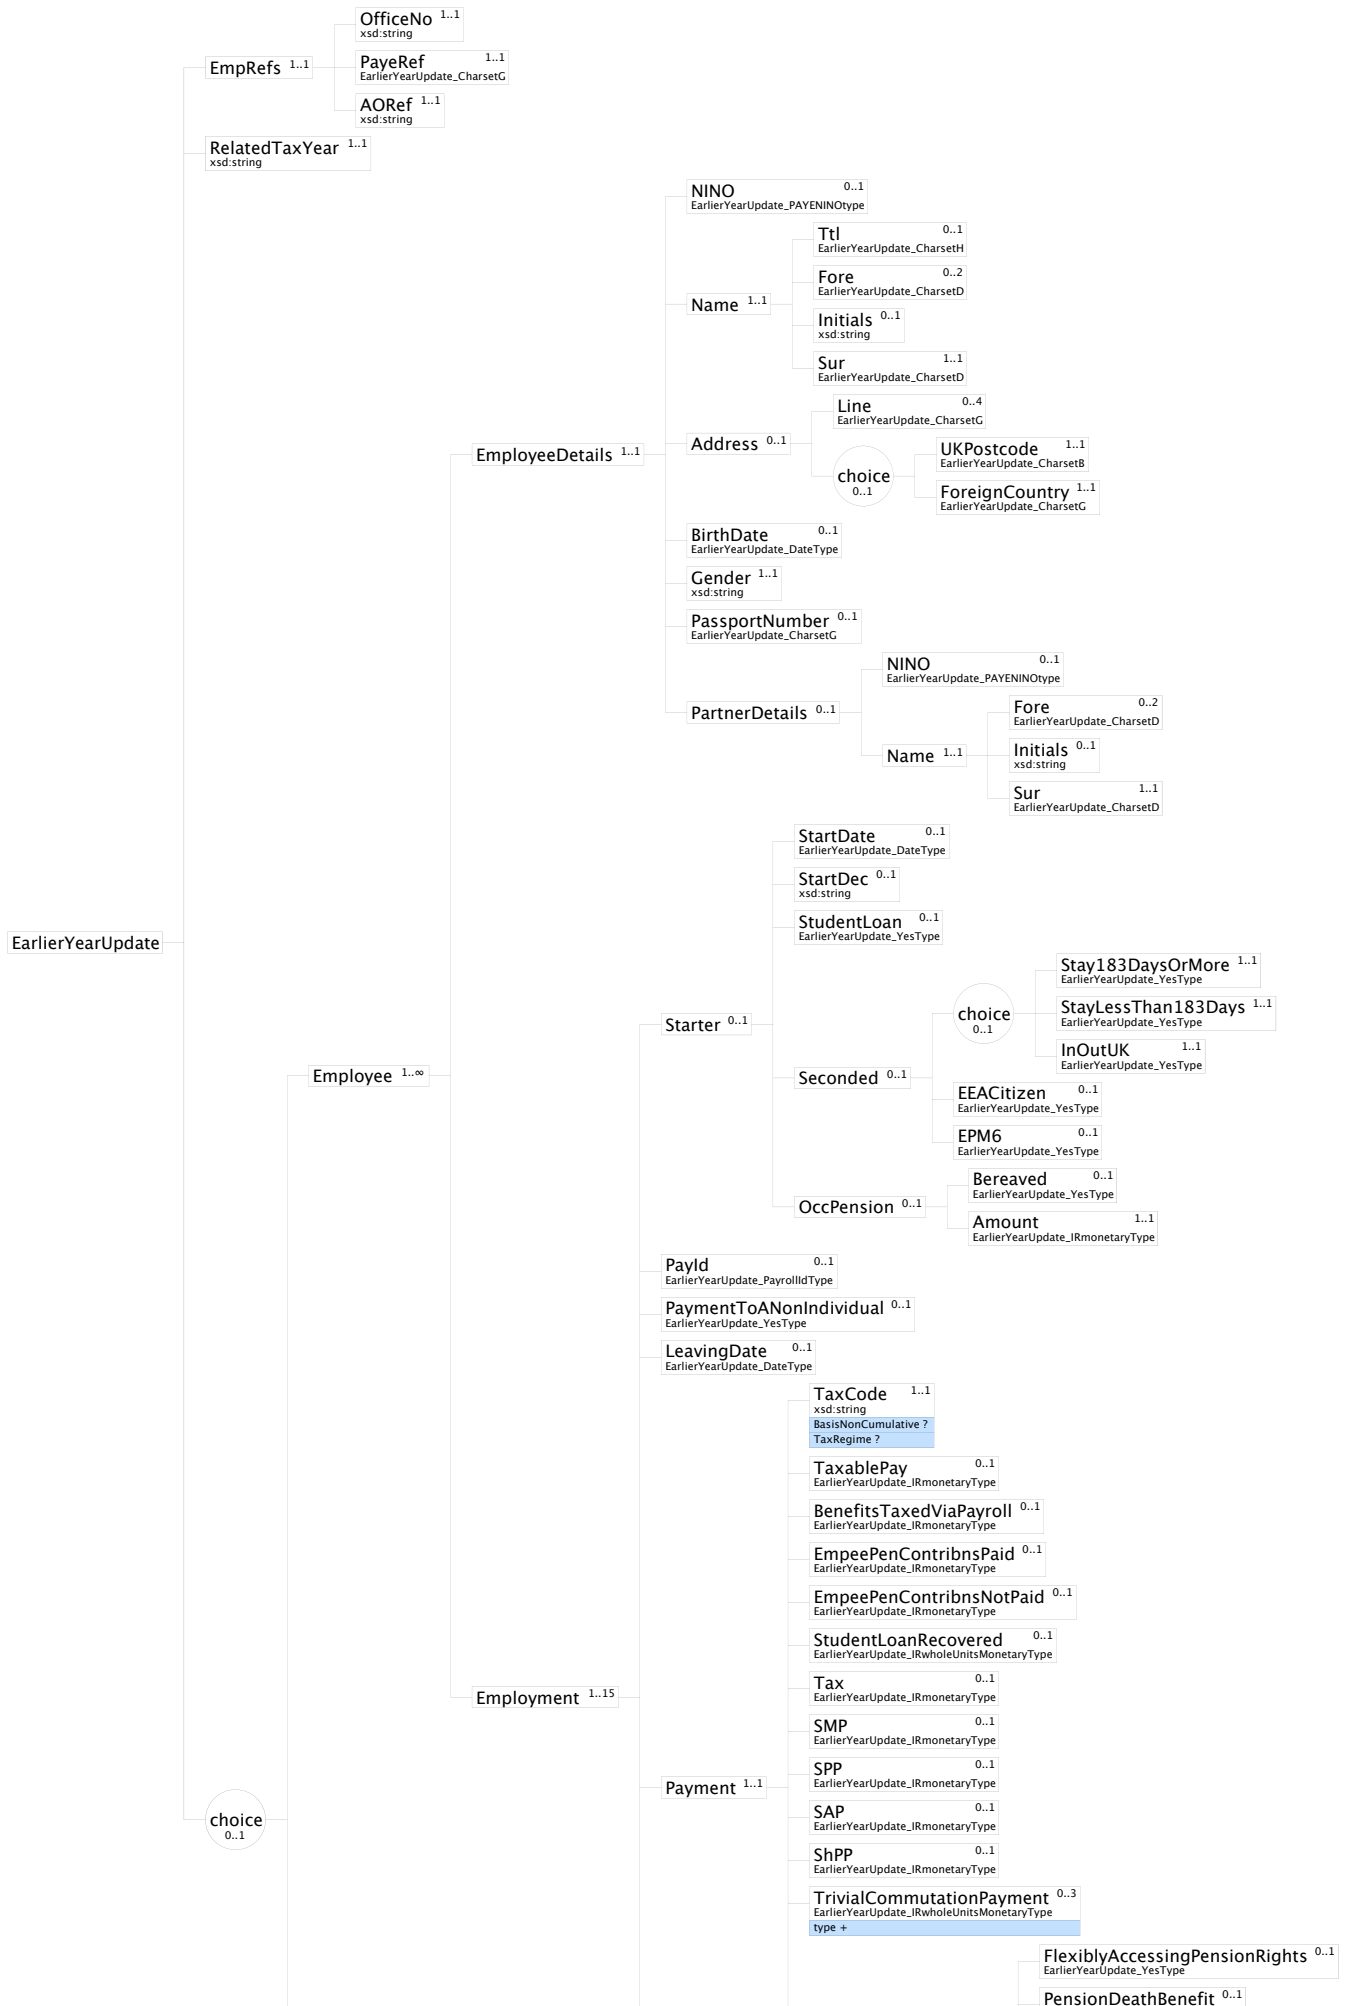 OfficeNo 1..1
xsd:string
EmpRefs 1..1
PayeRef 1..1
EarlierYearUpdate_CharsetG
AORef 1..1
xsd:string
RelatedTaxYear 1..1
xsd:string
NINO 0..1
EarlierYearUpdate_PAYENINOtype
Ttl 0..1
EarlierYearUpdate_CharsetH
Fore 0..2
EarlierYearUpdate_CharsetD
Name 1..1
Initials 0..1
xsd:string
Sur 1..1
EarlierYearUpdate_CharsetD
Line 0..4
EarlierYearUpdate_CharsetG
Address 0..1
EmployeeDetails 1..1
UKPostcode 1..1
EarlierYearUpdate_CharsetB
choice
0..1
ForeignCountry 1..1
EarlierYearUpdate_CharsetG
BirthDate 0..1
EarlierYearUpdate_DateType
Gender 1..1
xsd:string
PassportNumber 0..1
EarlierYearUpdate_CharsetG
NINO 0..1
EarlierYearUpdate_PAYENINOtype
PartnerDetails 0..1
Fore 0..2
EarlierYearUpdate_CharsetD
Name 1..1
Initials 0..1
xsd:string
Sur 1..1
EarlierYearUpdate_CharsetD
StartDate 0..1
EarlierYearUpdate_DateType
StartDec 0..1
xsd:string
StudentLoan 0..1
EarlierYearUpdate_YesType
EarlierYearUpdate
Stay183DaysOrMore 1..1
EarlierYearUpdate_YesType
choice
0..1
StayLessThan183Days 1..1
EarlierYearUpdate_YesType
Starter 0..1
InOutUK 1..1
EarlierYearUpdate_YesType
Employee 1..∞
Seconded 0..1
EEACitizen 0..1
EarlierYearUpdate_YesType
EPM6 0..1
EarlierYearUpdate_YesType
Bereaved 0..1
EarlierYearUpdate_YesType
OccPension 0..1
Amount 1..1
EarlierYearUpdate_IRmonetaryType
PayId 0..1
EarlierYearUpdate_PayrollIdType
PaymentToANonIndividual 0..1
EarlierYearUpdate_YesType
LeavingDate 0..1
EarlierYearUpdate_DateType
TaxCode 1..1
xsd:string
BasisNonCumulative ?
TaxRegime ?
TaxablePay 0..1
EarlierYearUpdate_IRmonetaryType
BenefitsTaxedViaPayroll 0..1
EarlierYearUpdate_IRmonetaryType
EmpeePenContribnsPaid 0..1
EarlierYearUpdate_IRmonetaryType
EmpeePenContribnsNotPaid 0..1
EarlierYearUpdate_IRmonetaryType
StudentLoanRecovered 0..1
EarlierYearUpdate_IRwholeUnitsMonetaryType
Employment 1..15
Tax 0..1
EarlierYearUpdate_IRmonetaryType
SMP 0..1
EarlierYearUpdate_IRmonetaryType
Payment 1..1
SPP 0..1
EarlierYearUpdate_IRmonetaryType
choice
0..1
SAP 0..1
EarlierYearUpdate_IRmonetaryType
ShPP 0..1
EarlierYearUpdate_IRmonetaryType
TrivialCommutationPayment 0..3
EarlierYearUpdate_IRwholeUnitsMonetaryType
type +
FlexiblyAccessingPensionRights 0..1
EarlierYearUpdate_YesType
PensionDeathBenefit 0..1